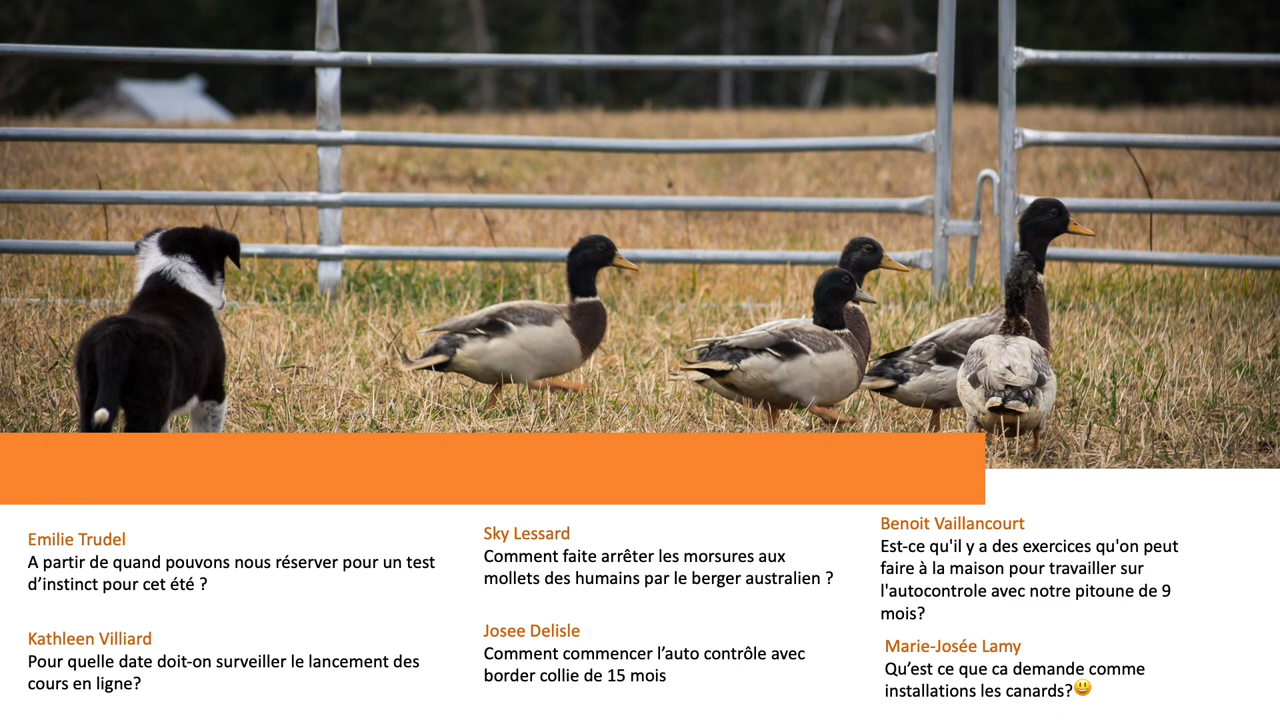 Emilie Trudel
A partir de quand pouvons nous réserver pour un test
d’instinct pour cet été ?
Kathleen Villiard
Pour quelle date doit-on surveiller le lancement des
cours en ligne?
Sky Lessard
Comment faite arrêter les morsures aux
mollets des humains par le berger australien ?
Josee Delisle
Comment commencer l’auto contrôle avec
border collie de 15 mois
Benoit Vaillancourt
Est-ce qu'il y a des exercices qu'on peut
faire à la maison pour travailler sur
l'autocontrole avec notre pitoune de 9
mois?
Marie-Josée Lamy
Qu’est ce que ca demande comme
installations les canards?😃